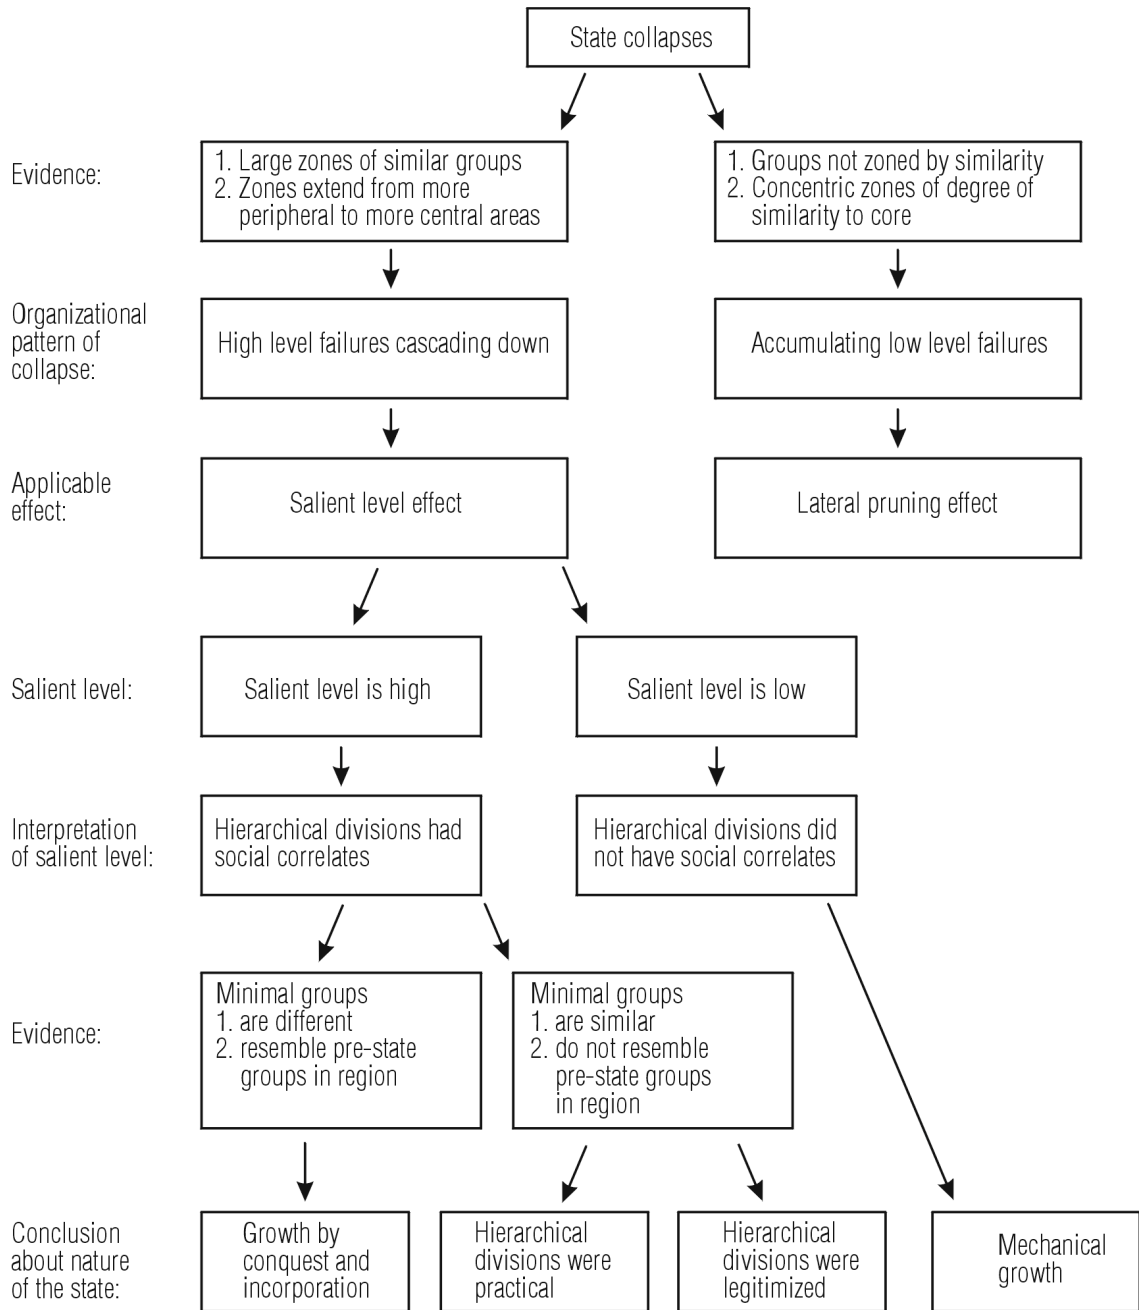 State collapses
Evidence:
1. Large zones of similar groups
2. Zones extend from more
peripheral to more central areas
1. Groups not zoned by similarity
2. Concentric zones of degree of
similarity to core
Organizational
pattern of
collapse:
High level failures cascading down
Accumulating low level failures
Applicable
effect:
Salient level effect
Lateral pruning effect
Salient level:
Salient level is high
Salient level is low
Interpretation
of salient level:
Hierarchical divisions had
social correlates
Hierarchical divisions did
not have social correlates
Evidence:
Minimal groups
1. are different
2. resemble pre-state
groups in region
Minimal groups
1. are similar
2. do not resemble
pre-state groups
in region
Conclusion
about nature
of the state:
Growth by
conquest and
incorporation
Hierarchical
divisions were
practical
Hierarchical
divisions were
legitimized
Mechanical
growth